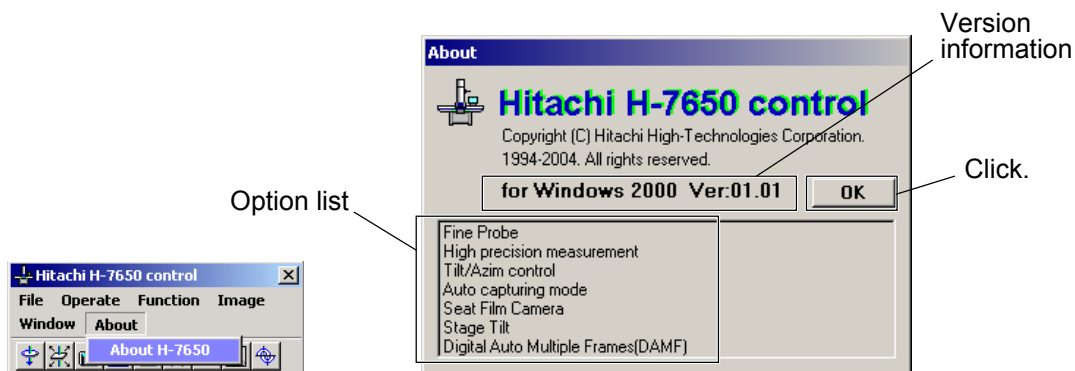 Version
information
About
Hitachi H-7650 control
Copyright (C) Hitachi High-Technologies Corporation.
1994-2004. All rights reserved.
Click.
for Windows 2000 Ver:01.01
OK
Option list
Fine Probe
High precision measurement
Tilt/Azim control
Auto capturing mode
Seat Film Camera
Stage Tilt
Digital Auto Multiple Frames(DAMF)
Hitachi H-7650 control
File Operate Function Image
Window About
About H-7650